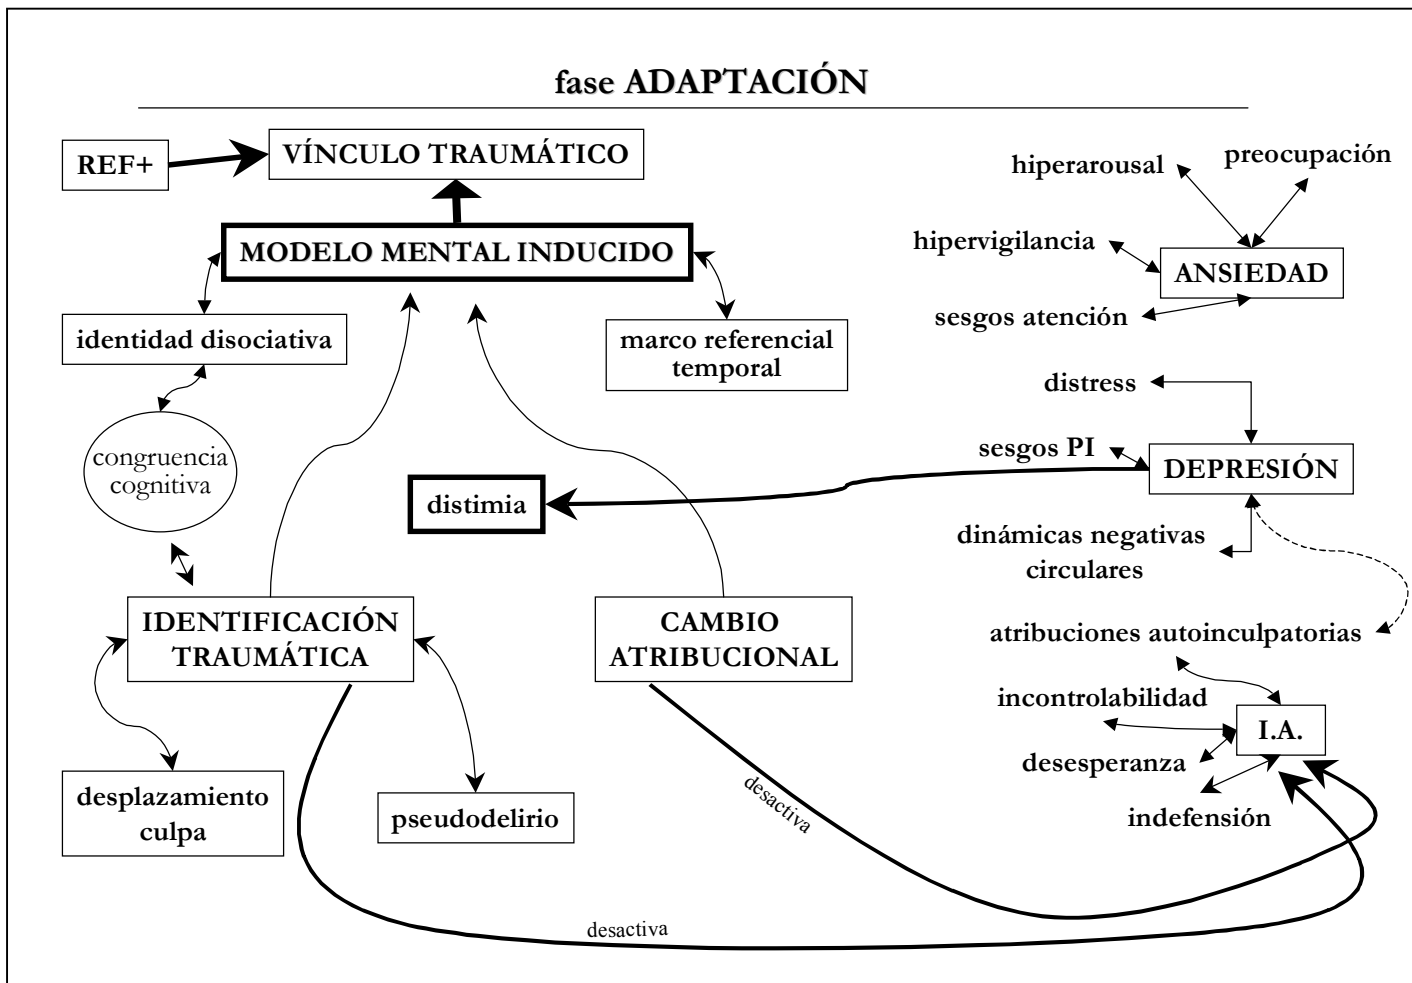 fase ADAPTACIÓN
REF+
VÍNCULO TRAUMÁTICO
MODELO MENTAL INDUCIDO
identidad disociativa
marco referencial
temporal
congruencia
cognitiva
distimia
IDENTIFICACIÓN
TRAUMÁTICA
CAMBIO
ATRIBUCIONAL
desplazamiento
culpa
pseudodelirio
desactiva
desactiva
hiperarousal
preocupación
hipervigilancia
ANSIEDAD
sesgos atención
distress
sesgos PI
DEPRESIÓN
dinámicas negativas
circulares
atribuciones autoinculpatorias
incontrolabilidad
I.A.
desesperanza
indefensión